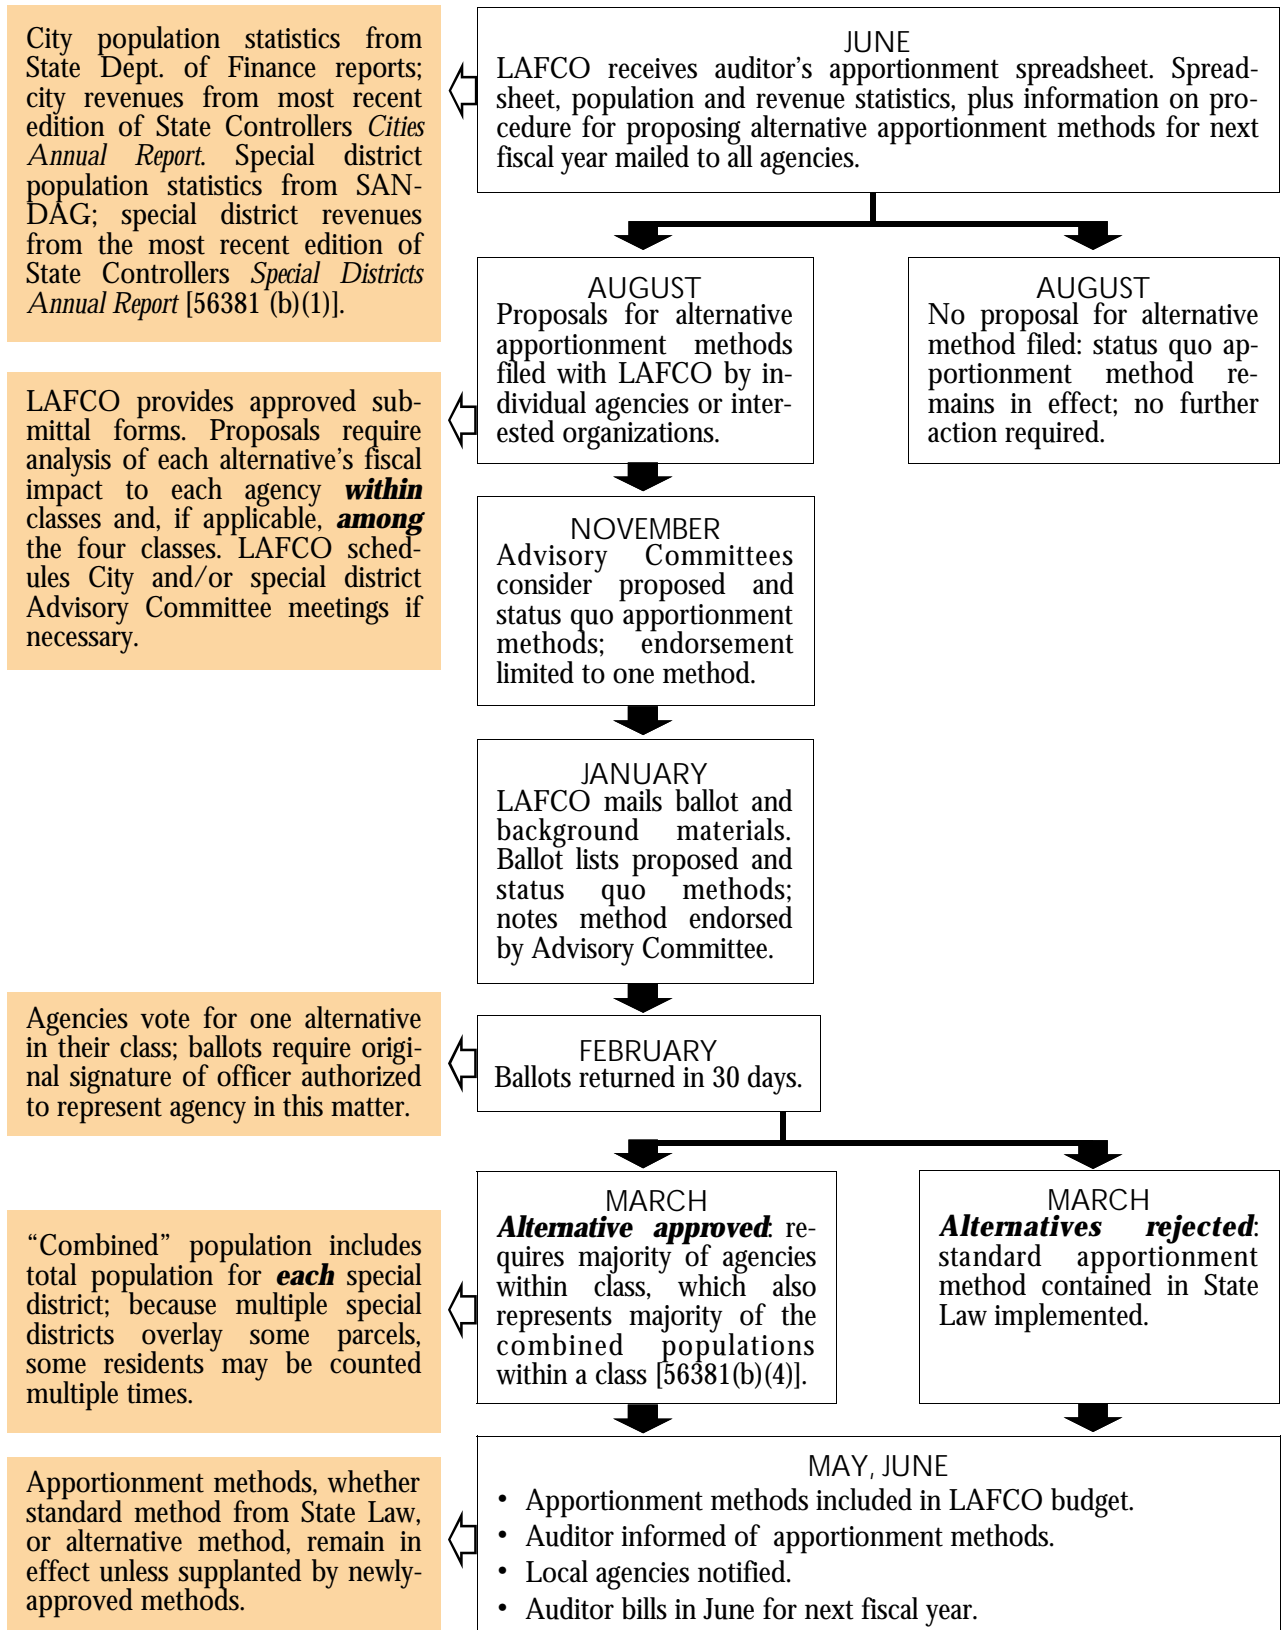 City population statistics from
State Dept. of Finance reports;
city revenues from most recent
edition of State Controllers Cities
Annual Report. Special district
population statistics from SAN-
DAG; special district revenues
from the most recent edition of
State Controllers Special Districts
Annual Report [56381 (b)(1)].
JUNE
LAFCO receives auditor's apportionment spreadsheet. Spread-
sheet, population and revenue statistics, plus information on pro-
cedure for proposing alternative apportionment methods for next
fiscal year mailed to all agencies.
AUGUST
Proposals for alternative
apportionment methods
filed with LAFCO by in-
dividual agencies or inter-
ested organizations.
AUGUST
No proposal for alternative
method filed: status quo ap-
portionment method re-
mains in effect; no further
action required.
LAFCO provides approved sub-
mittal forms. Proposals require
analysis of each alternative's fiscal
impact to each agency within
classes and, if applicable, among
the four classes. LAFCO sched-
ules City and/or special district
Advisory Committee meetings if
necessary.
NOVEMBER
Advisory Committees
consider proposed and
status quo apportionment
methods; endorsement
limited to one method.
JANUARY
LAFCO mails ballot and
background materials.
Ballot lists proposed and
status quo methods;
notes method endorsed
by Advisory Committee.
Agencies vote for one alternative
in their class; ballots require origi-
nal signature of officer authorized
to represent agency in this matter.
FEBRUARY
Ballots returned in 30 days.
"Combined" population includes
total population for each special
district; because multiple special
districts overlay some parcels,
some residents may be counted
multiple times.
MARCH
Alternative approved: re-
quires majority of agencies
within class, which also
represents majority of the
combined populations
within a class [56381(b)(4)].
MARCH
Alternatives rejected:
standard apportionment
method contained in State
Law implemented.
Apportionment methods, whether
standard method from State Law,
or alternative method, remain in
effect unless supplanted by newly-
approved methods.
MAY, JUNE
• Apportionment methods included in LAFCO budget.
• Auditor informed of apportionment methods.
• Local agencies notified.
• Auditor bills in June for next fiscal year.